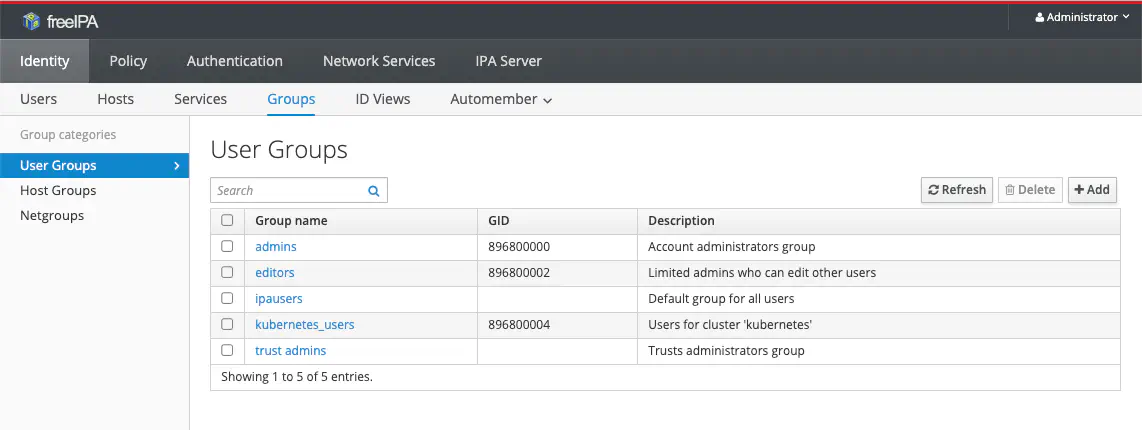 freeIPA
Administrator
Identity Policy Authentication Network Services IPA Server
Users Hosts Services Groups ID Views Automember
Group categories
User Groups
Host Groups
Netgroups
User Groups
Search
Refresh Delete Add
Group name GID Description
admins 896800000 Account administrators group
editors 896800002 Limited admins who can edit other users
ipausers Default group for all users
kubernetes_users 896800004 Users for cluster 'kubernetes'
trust admins Trusts administrators group
Showing 1 to 5 of 5 entries.